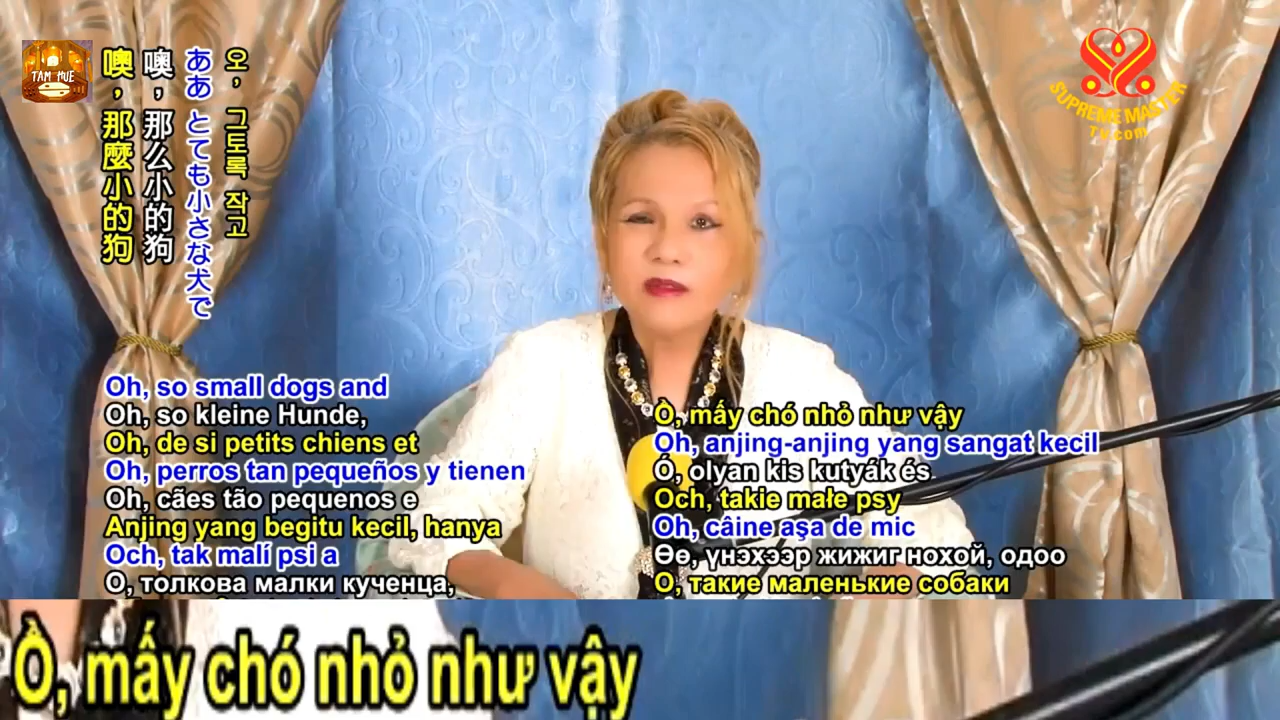 TAM HUE
噢，那麼小的狗
噢，那么小的狗
ああ とても小さな犬で
오, 그토록 작고
SUPREME MASTER
TV.com
Oh, so small dogs and
Oh, so kleine Hunde,
Oh, de si petits chiens et
Oh, perros tan pequeños y tienen
Oh, cães tão pequenos e
Anjing yang begitu kecil, hanya
Och, tak malí psi a
О, толкова малки кученца,
Ồ, mấy chó nhỏ như vậy
Oh, anjing-anjing yang sangat kecil
Ó, olyan kis kutyák és
Och, takie małe psy
Oh, câine aşa de mic
Өө, үнэхээр жижиг нохой, одоо
О, такие маленькие собаки
Ồ, mấy chó nhỏ như vậy